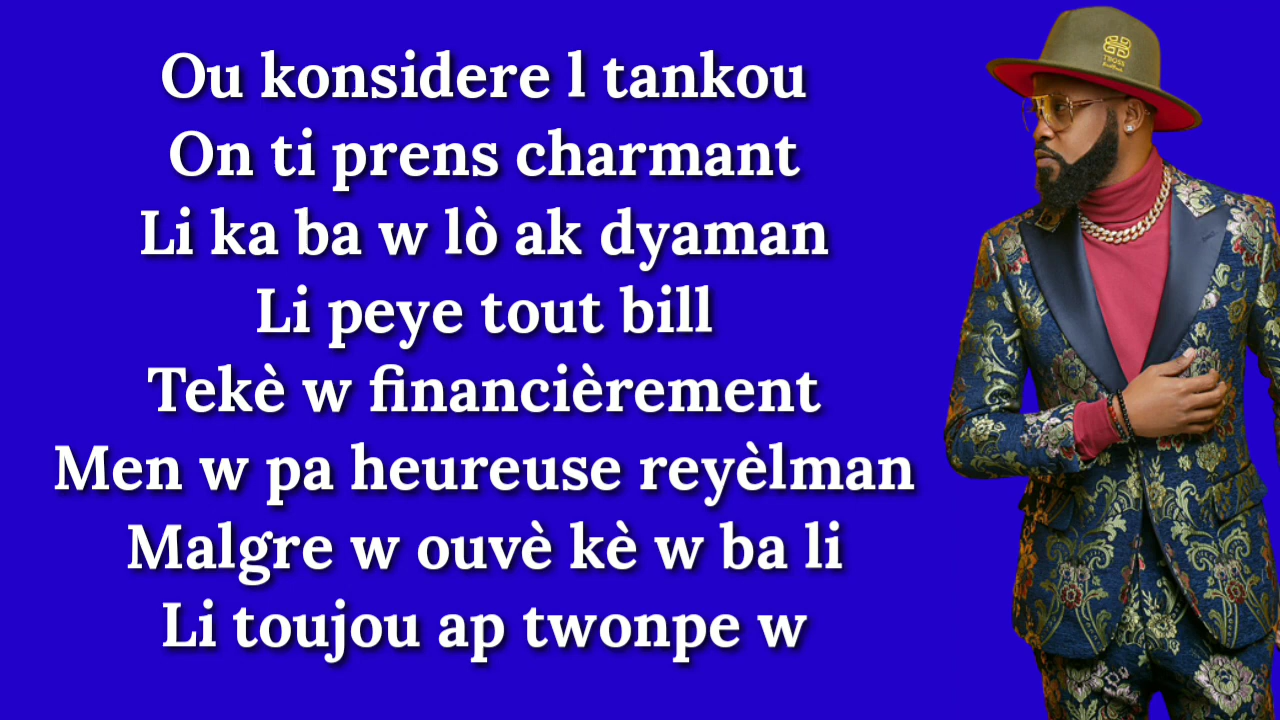 Ou konsidere l tankou
On ti prens charmant
Li ka ba w lò ak dyaman
Li peye tout bill
Tekè w financièrement
Men w pa heureuse reyèlman
Malgre w ouvè kè w ba li
Li toujou ap twonpe w